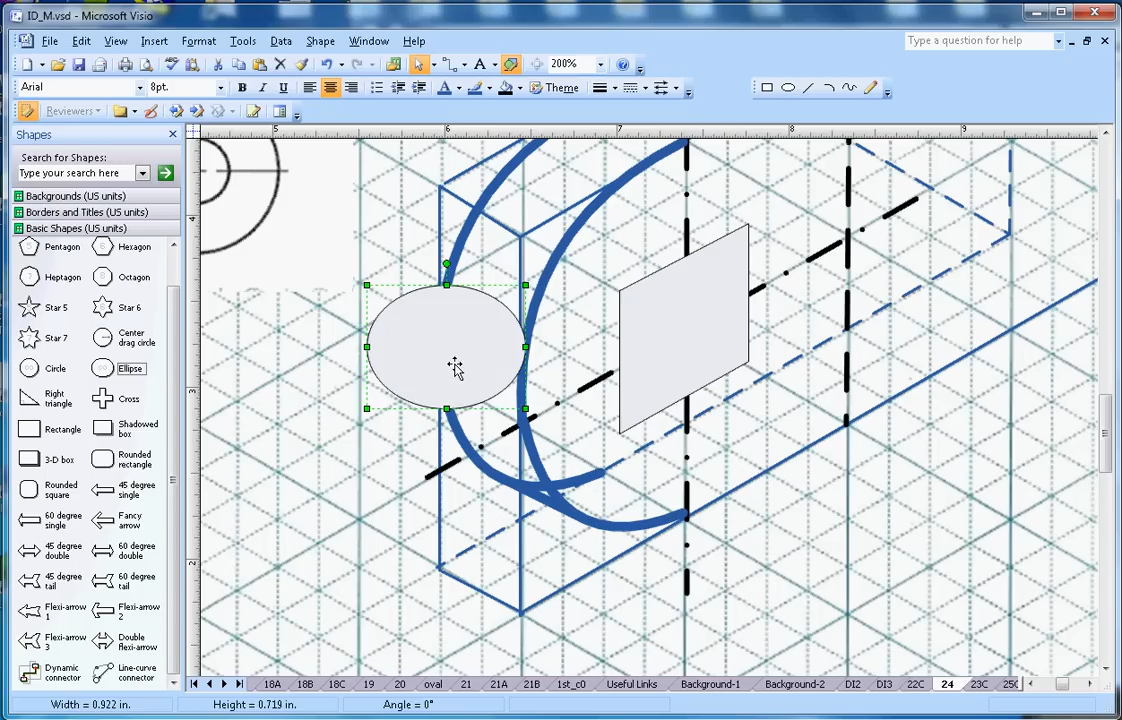 ID_M.vsd - Microsoft Visio
File Edit View Insert Format Tools Data Shape Window Help
Type a question for help
200%
Arial 8pt. B I U Theme
Reviewers
Shapes
Search for Shapes:
Type your search here
Backgrounds (US units)
Borders and Titles (US units)
Basic Shapes (US units)
Pentagon Hexagon
Heptagon Octagon
Star 5 Star 6
Star 7 Center drag circle
Circle Ellipse
Right triangle Cross
Rectangle Shadowed box
3-D box Rounded rectangle
Rounded square 45 degree single
60 degree single Fancy arrow
45 degree double 60 degree double
45 degree tail 60 degree tail
Flexi-arrow 1 Flexi-arrow 2
Flexi-arrow 3 Double flexi-arrow
Dynamic connector Line-curve connector
5 6 7 8 9
4
3
2
18A 18B 18C 19 20 oval 21 21A 21B 1st_c0 Useful Links Background-1 Background-2 DI2 DI3 22C 24 23C
Width = 0.922 in. Height = 0.719 in. Angle = 0°